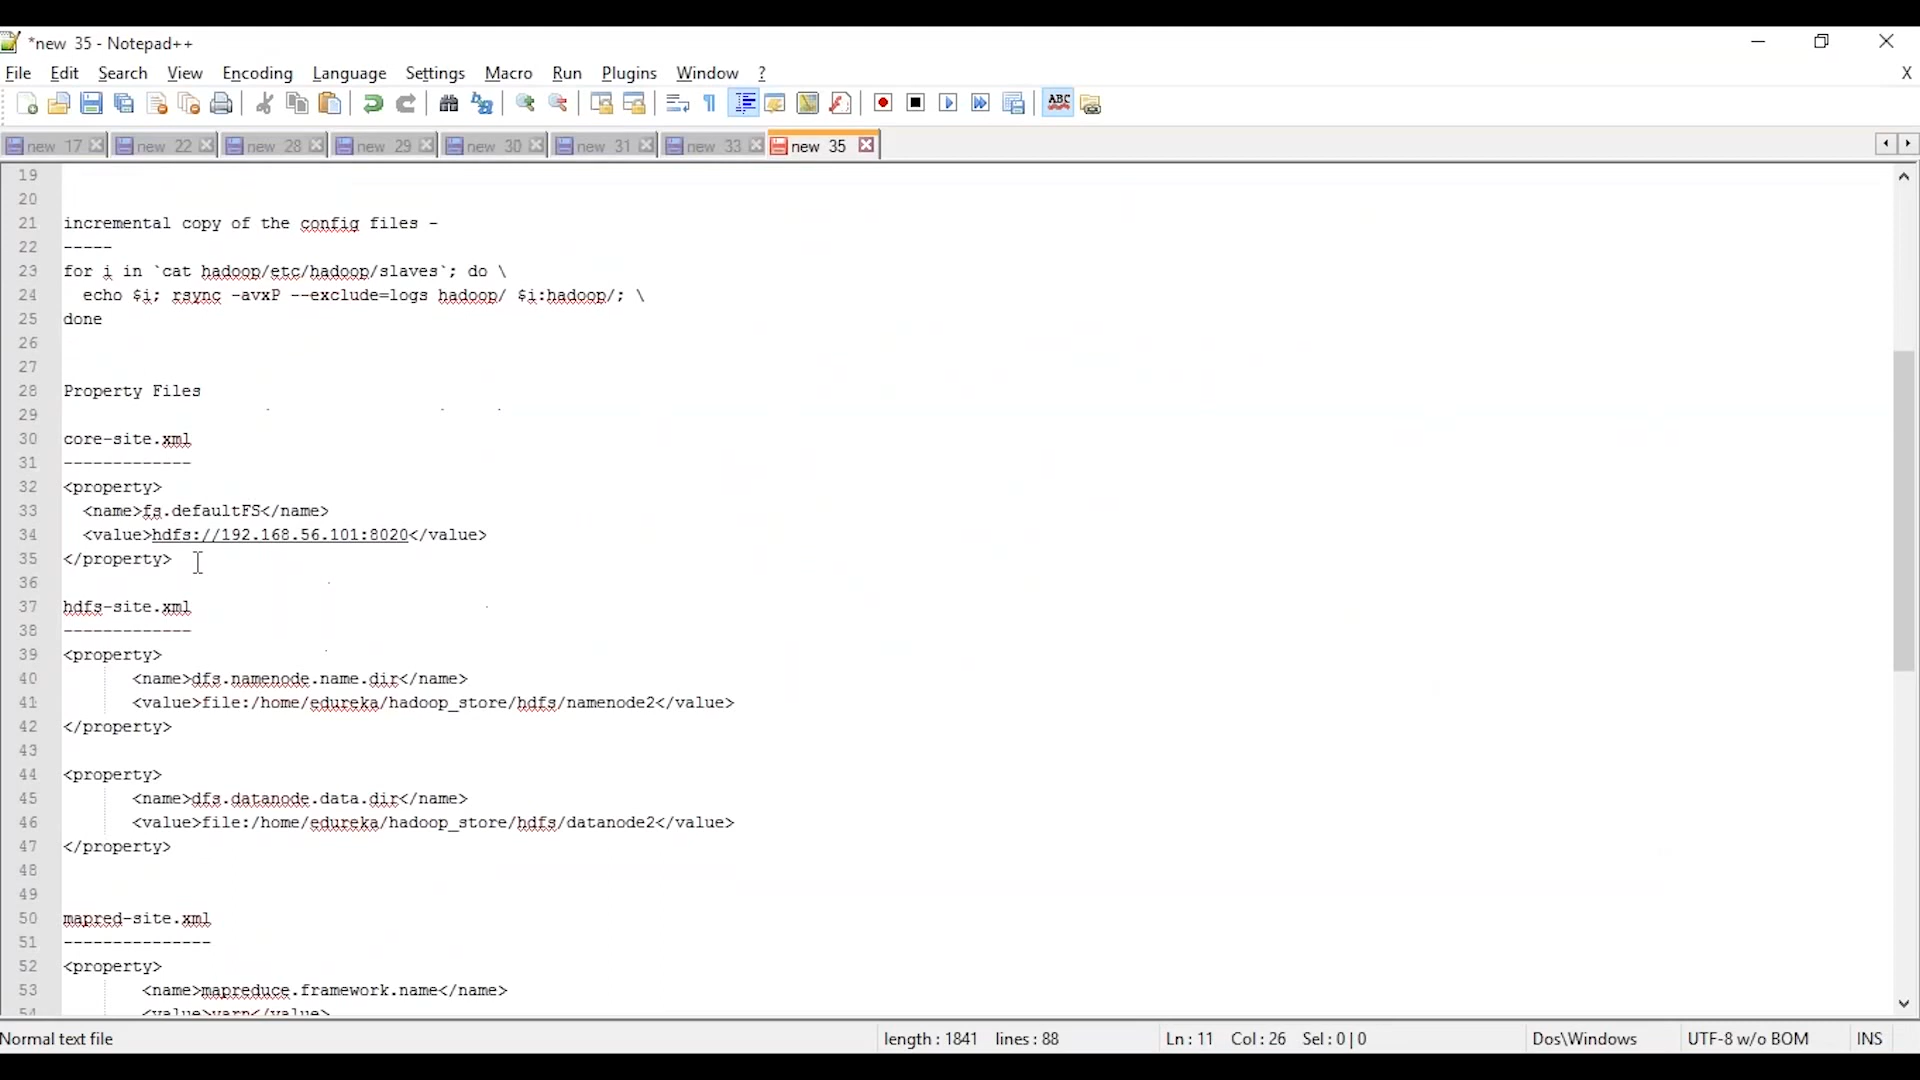 *new 35 - Notepad++
File Edit Search View Encoding Language Settings Macro Run Plugins Window ? X
ABC
new 17 new 22 new 28 new 29 new 30 new 31 new 33 new 35
19
20
21 incremental copy of the config files -
22 -----
23 for i in `cat hadoop/etc/hadoop/slaves`; do \
24 echo $i; rsync -avxP --exclude=logs hadoop/ $i:hadoop/; \
25 done
26
27
28 Property Files
29
30 core-site.xml
31 -------------
32 <property>
33 <name>fs.defaultFS</name>
34 <value>hdfs://192.168.56.101:8020</value>
35 </property>
36
37 hdfs-site.xml
38 -------------
39 <property>
40 <name>dfs.namenode.name.dir</name>
41 <value>file:/home/edureka/hadoop_store/hdfs/namenode2</value>
42 </property>
43
44 <property>
45 <name>dfs.datanode.data.dir</name>
46 <value>file:/home/edureka/hadoop_store/hdfs/datanode2</value>
47 </property>
48
49
50 mapred-site.xml
51 ---------------
52 <property>
53 <name>mapreduce.framework.name</name>
54 <value>yarn</value>
Normal text file length : 1841 lines : 88 Ln : 11 Col : 26 Sel : 0 | 0 Dos\Windows UTF-8 w/o BOM INS